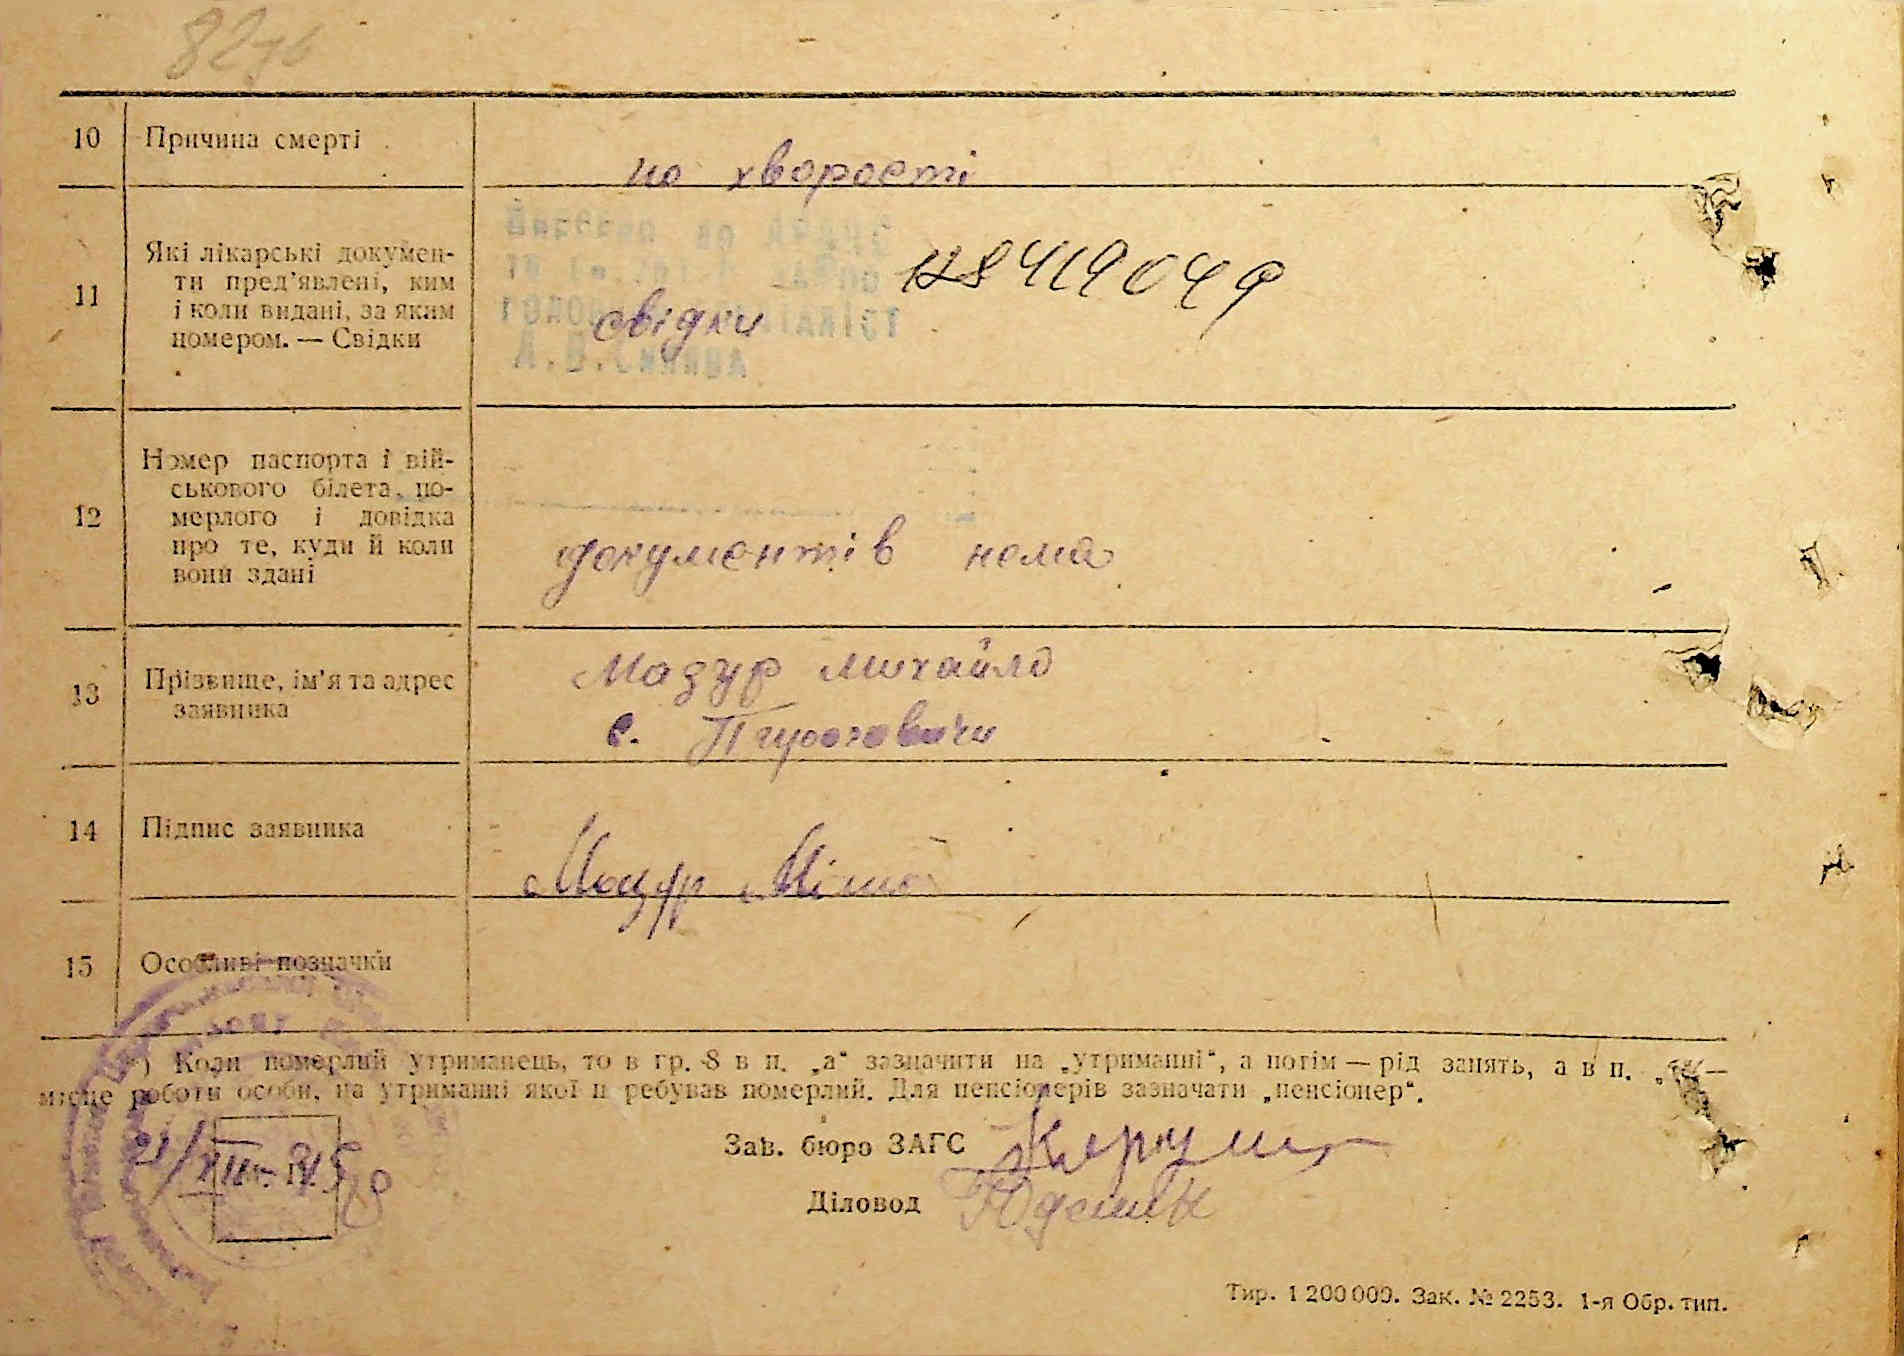 10 Причина смерті
по хворості
11 Які лікарські докумен-
ти пред'явлені, ким
і коли видані, за яким
номером. — Свідки
свідки
А.В.
12 Номер паспорта і вій-
ськового білета, по-
мерлого і довідка
про те, куди й коли
вони здані
документів нема
13 Прізвище, ім'я та адрес
заявника
Мазур Михайло
с.
14 Підпис заявника
Мазур
15 Особливі позначки
*) Коли померлий утриманець, то в гр. 8 в п. „а“ зазначити на „утриманні“, а потім — рід занять, а в п. —
місце роботи особи, на утриманні якої п ребував померлий. Для пенсіонерів зазначати „пенсіонер“.
Зав. бюро ЗАГС
Діловод
Тир. 1 200 000. Зак. № 2253. 1-я Обр. тип.